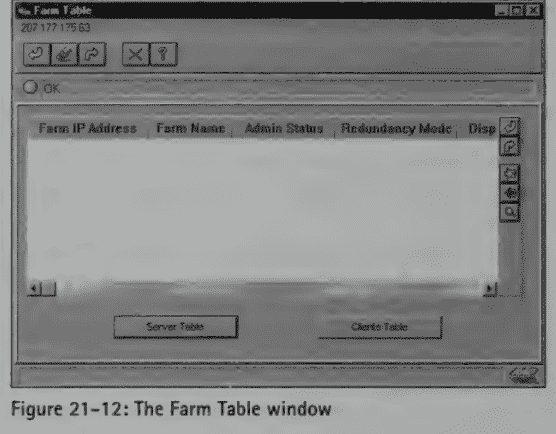 Farm Table
207.177.175.63
OK
Farm IP Address Farm Name Admin Status Redundancy Mode Disp
Server Table Clients Table
Figure 21-12: The Farm Table window